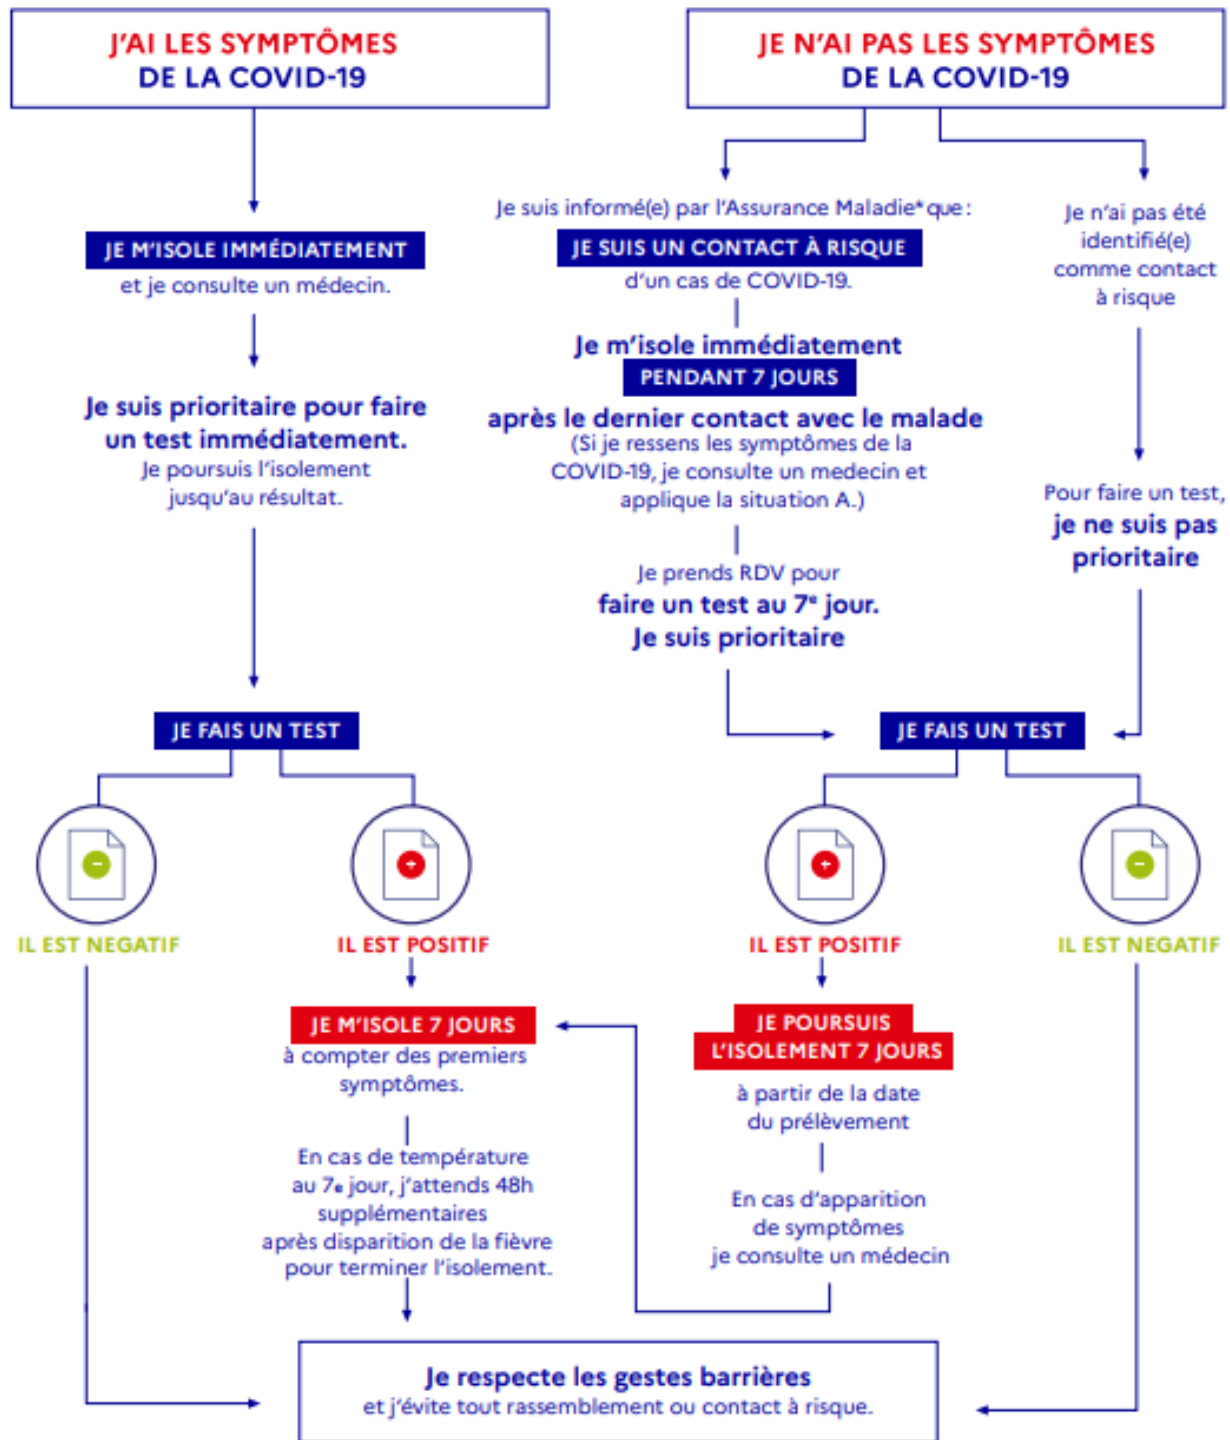 J'AI LES SYMPTÔMES
DE LA COVID-19
JE M'ISOLE IMMÉDIATEMENT
et je consulte un médecin.
Je suis prioritaire pour faire
un test immédiatement.
Je poursuis l'isolement
jusqu'au résultat.
JE FAIS UN TEST
-
IL EST NEGATIF
+
IL EST POSITIF
JE M'ISOLE 7 JOURS
à compter des premiers
symptômes.
En cas de température
au 7e jour, j'attends 48h
supplémentaires
après disparition de la fièvre
pour terminer l'isolement.
JE N'AI PAS LES SYMPTÔMES
DE LA COVID-19
Je suis informé(e) par l'Assurance Maladie* que :
JE SUIS UN CONTACT À RISQUE
d'un cas de COVID-19.
Je m'isole immédiatement
PENDANT 7 JOURS
après le dernier contact avec le malade
(Si je ressens les symptômes de la
COVID-19, je consulte un medecin et
applique la situation A.)
Je prends RDV pour
faire un test au 7e jour.
Je suis prioritaire
Je n'ai pas été
identifié(e)
comme contact
à risque
Pour faire un test,
je ne suis pas
prioritaire
JE FAIS UN TEST
+
IL EST POSITIF
JE POURSUIS
L'ISOLEMENT 7 JOURS
à partir de la date
du prélèvement
En cas d'apparition
de symptômes
je consulte un médecin
-
IL EST NEGATIF
Je respecte les gestes barrières
et j'évite tout rassemblement ou contact à risque.